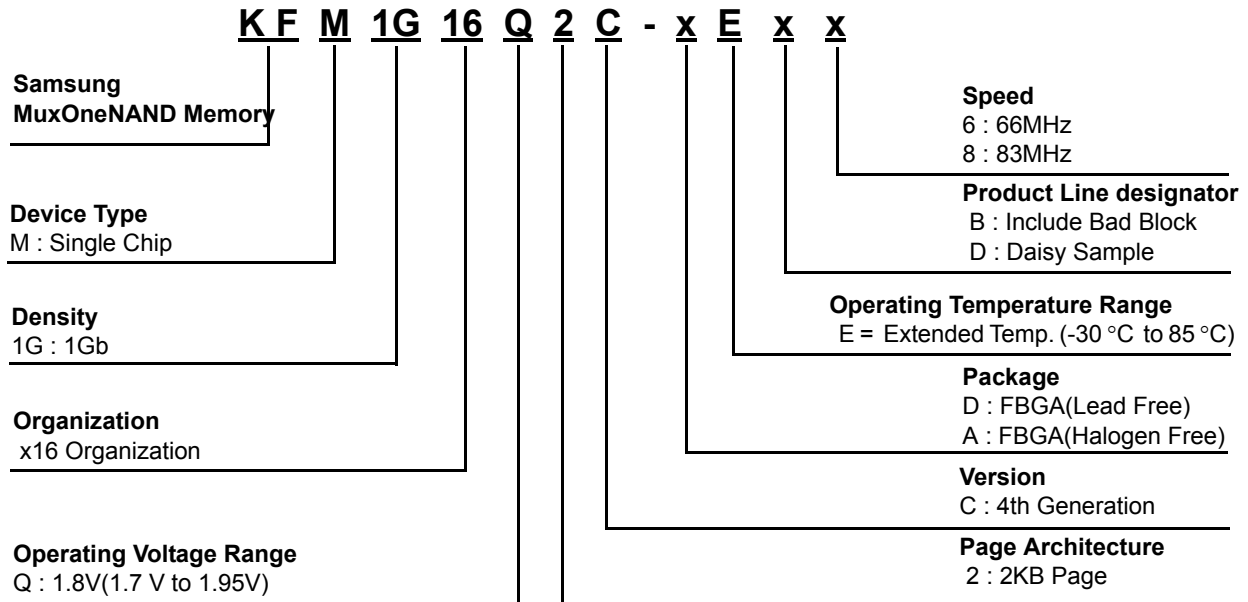 K F M 1G 16 Q 2 C - x E x x
Samsung
MuxOneNAND Memory
Device Type
M : Single Chip
Density
1G : 1Gb
Organization
x16 Organization
Operating Voltage Range
Q : 1.8V(1.7 V to 1.95V)
Speed
6 : 66MHz
8 : 83MHz
Product Line designator
B : Include Bad Block
D : Daisy Sample
Operating Temperature Range
E = Extended Temp. (-30 °C to 85 °C)
Package
D : FBGA(Lead Free)
A : FBGA(Halogen Free)
Version
C : 4th Generation
Page Architecture
2 : 2KB Page